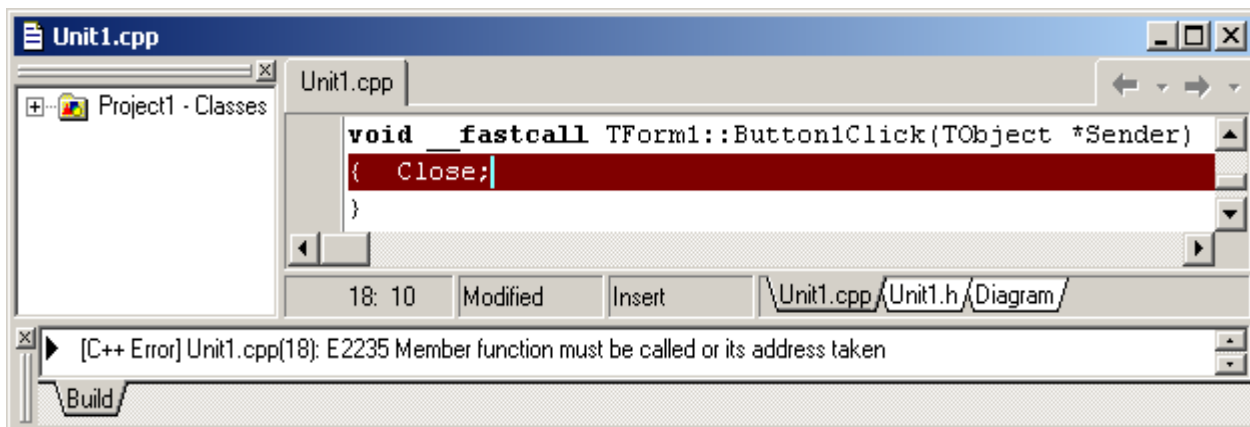 Unit1.cpp
Project1 - Classes
Unit1.cpp
void __fastcall TForm1::Button1Click(TObject *Sender)
{  Close;
}
18: 10 Modified Insert Unit1.cpp Unit1.h Diagram
[C++ Error] Unit1.cpp(18): E2235 Member function must be called or its address taken
Build